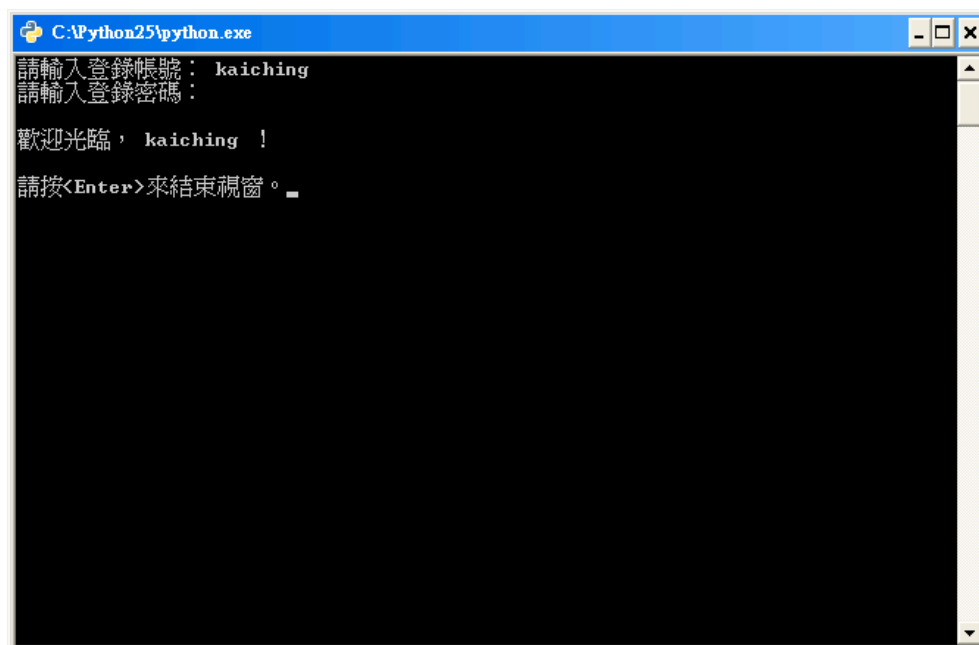 C:\Python25\python.exe
請輸入登錄帳號： kaiching
請輸入登錄密碼：
歡迎光臨， kaiching ！
請按<Enter>來結束視窗。